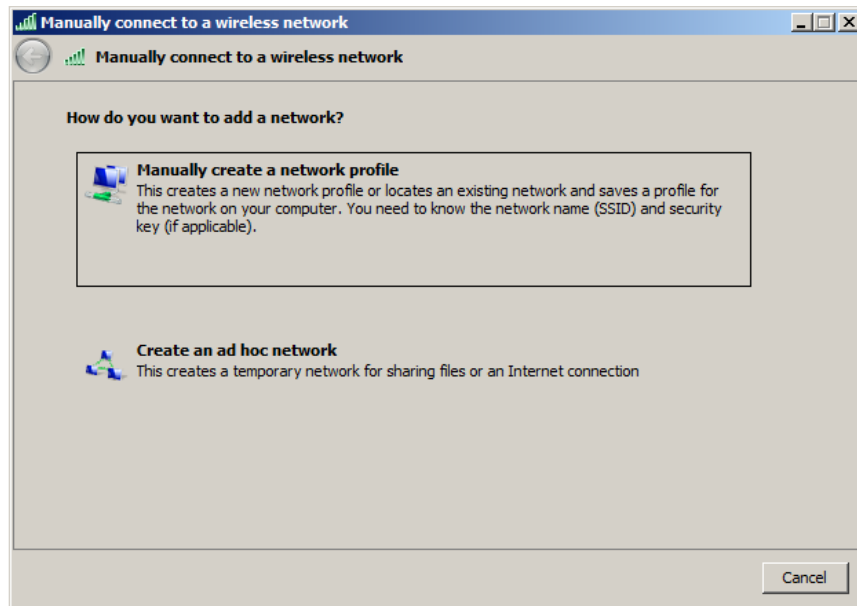 Manually connect to a wireless network
Manually connect to a wireless network
How do you want to add a network?
Manually create a network profile
This creates a new network profile or locates an existing network and saves a profile for
the network on your computer. You need to know the network name (SSID) and security
key (if applicable).
Create an ad hoc network
This creates a temporary network for sharing files or an Internet connection
Cancel